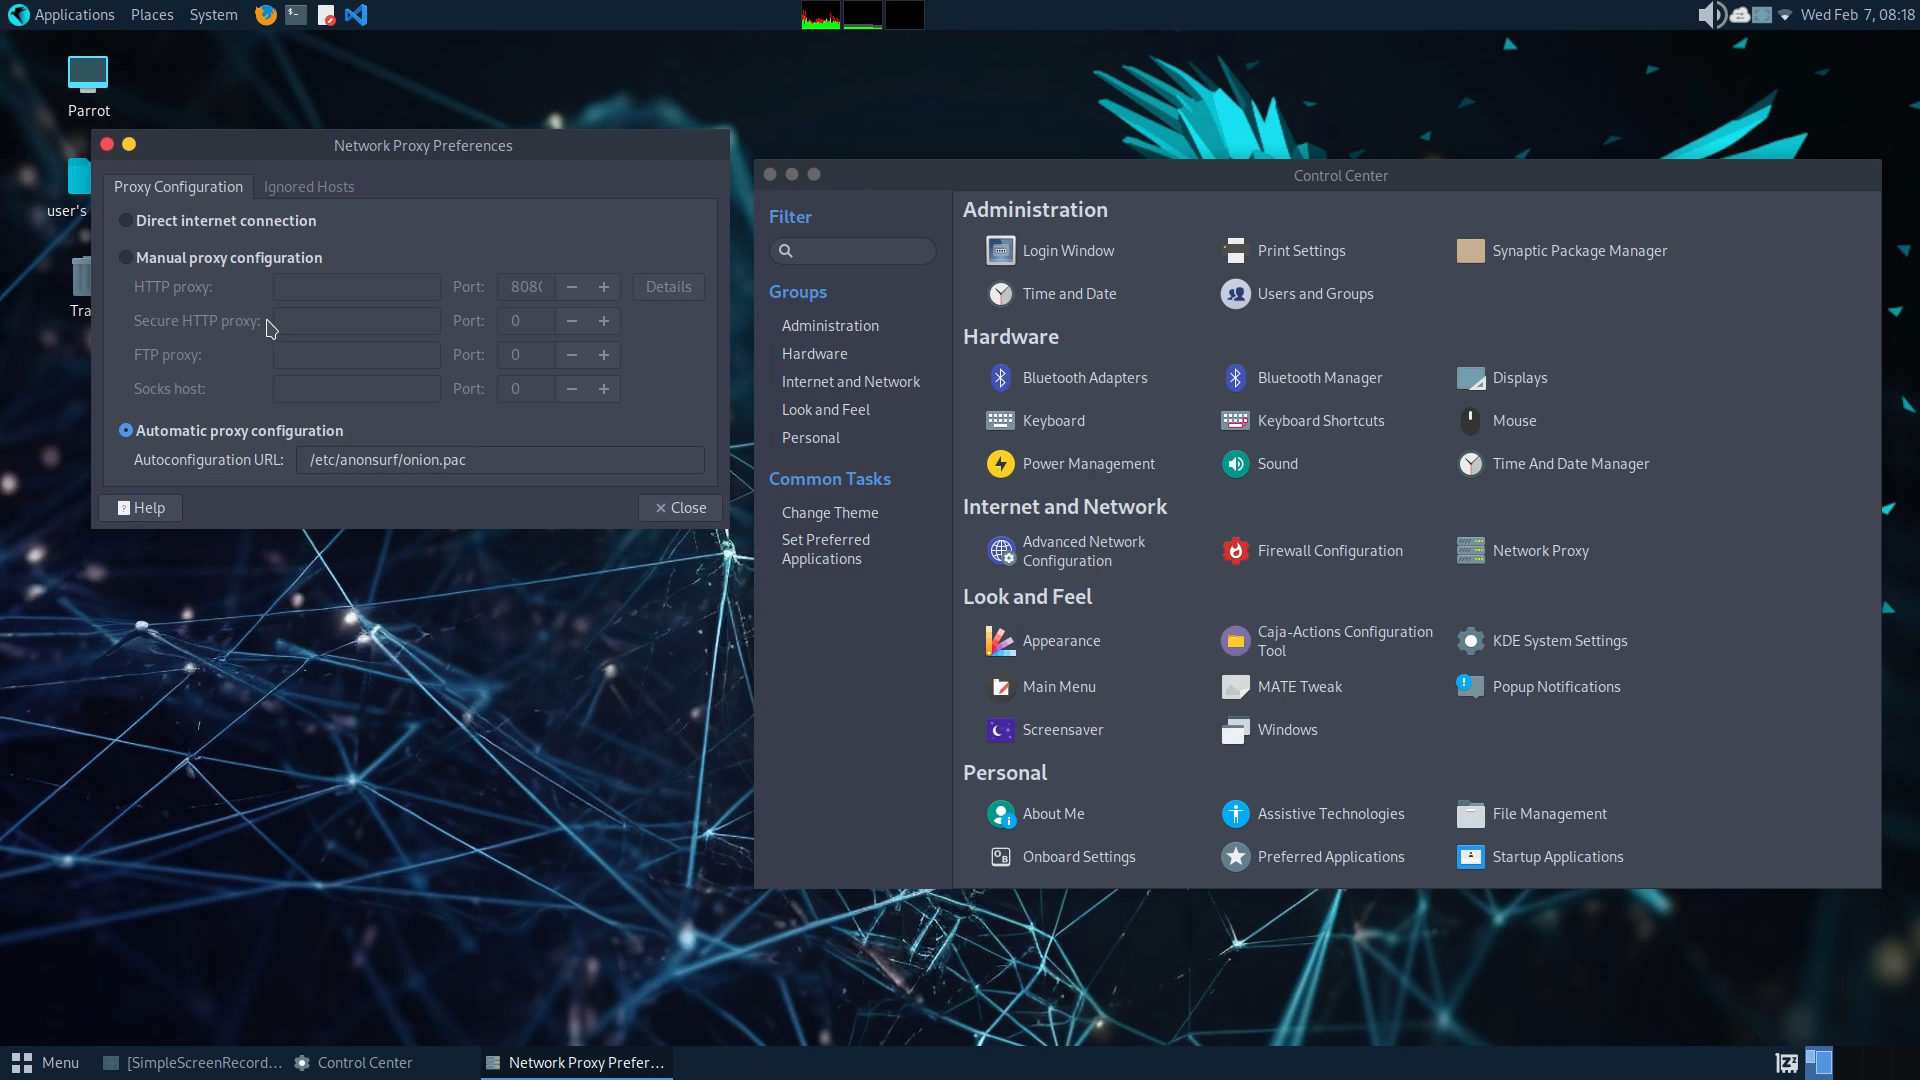 Applications Places System
Wed Feb 7, 08:18
Parrot
user's
Tra
Network Proxy Preferences
Proxy Configuration Ignored Hosts
Direct internet connection
Manual proxy configuration
HTTP proxy: Port: 8080 Details
Secure HTTP proxy: Port: 0
FTP proxy: Port: 0
Socks host: Port: 0
Automatic proxy configuration
Autoconfiguration URL: /etc/anonsurf/onion.pac
Help Close
Control Center
Filter
Groups
Administration
Hardware
Internet and Network
Look and Feel
Personal
Common Tasks
Change Theme
Set Preferred
Applications
Administration
Login Window Print Settings Synaptic Package Manager
Time and Date Users and Groups
Hardware
Bluetooth Adapters Bluetooth Manager Displays
Keyboard Keyboard Shortcuts Mouse
Power Management Sound Time And Date Manager
Internet and Network
Advanced Network
Configuration Firewall Configuration Network Proxy
Look and Feel
Appearance Caja-Actions Configuration
Tool KDE System Settings
Main Menu MATE Tweak Popup Notifications
Screensaver Windows
Personal
About Me Assistive Technologies File Management
Onboard Settings Preferred Applications Startup Applications
Menu [SimpleScreenRecord... Control Center Network Proxy Prefer...